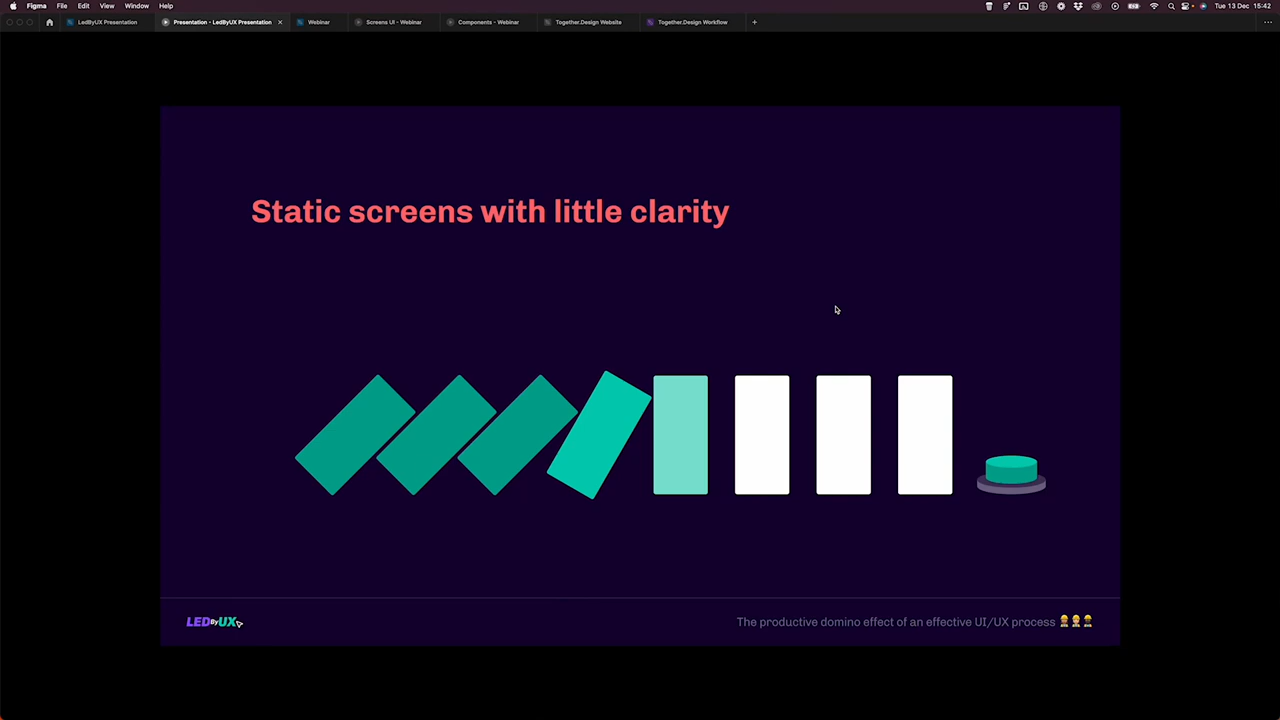 Figma File Edit View Window Help Tue 13 Dec 15:42
LedByUX Presentation Presentation - LedByUX Presentation Webinar Screens UI - Webinar Components - Webinar Together.Design Website Together.Design Workflow
Static screens with little clarity
LEDByUX
The productive domino effect of an effective UI/UX process